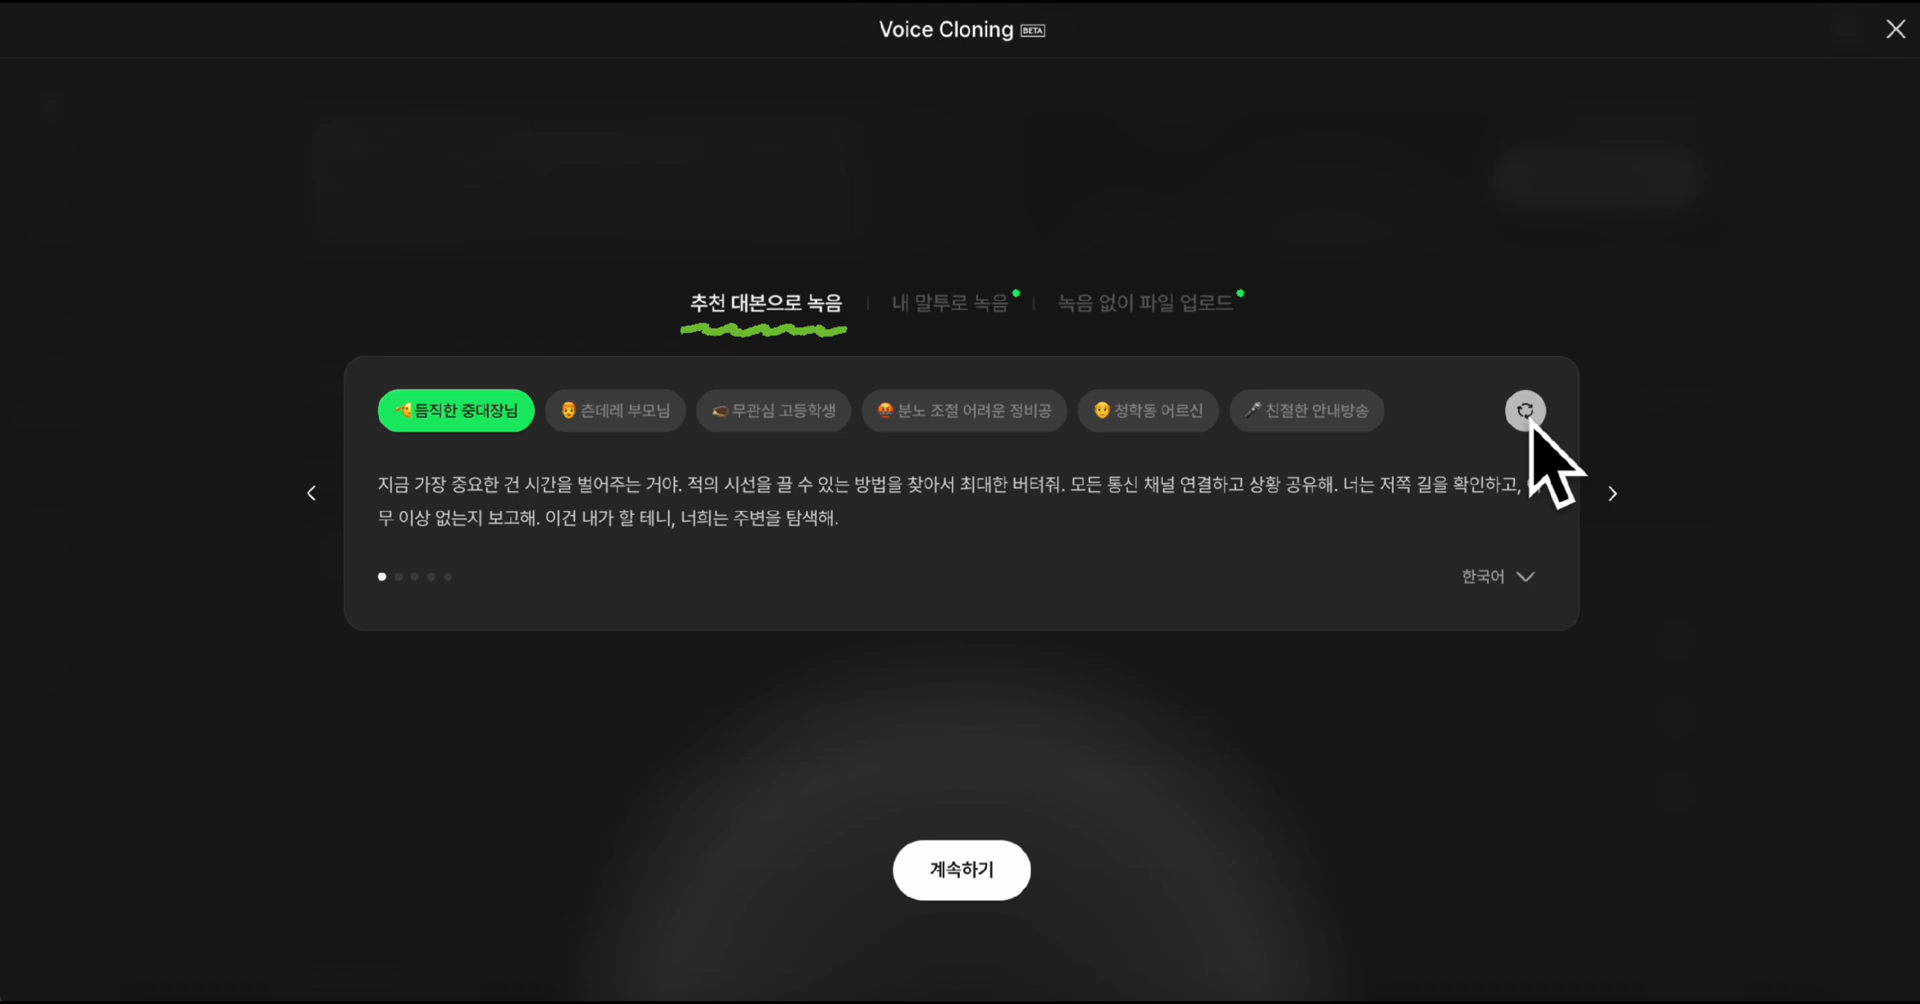 Voice Cloning BETA
추천 대본으로 녹음
내 말투로 녹음
녹음 없이 파일 업로드
듬직한 중대장님
츤데레 부모님
무관심 고등학생
분노 조절 어려운 정비공
청학동 어르신
친절한 안내방송
지금 가장 중요한 건 시간을 벌어주는 거야. 적의 시선을 끌 수 있는 방법을 찾아서 최대한 버텨줘. 모든 통신 채널 연결하고 상황 공유해. 너는 저쪽 길을 확인하고,
무 이상 없는지 보고해. 이건 내가 할 테니, 너희는 주변을 탐색해.
한국어
계속하기